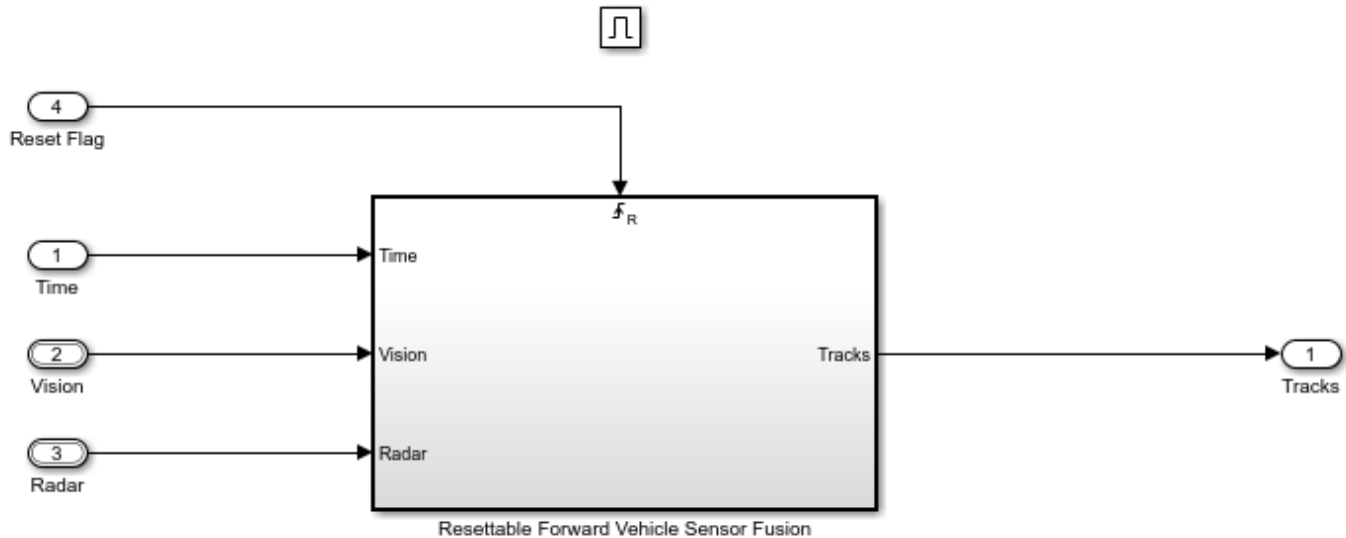 4
Reset Flag
R
1
Time
Time
2
Vision
Vision
Tracks
1
Tracks
3
Radar
Radar
Resettable Forward Vehicle Sensor Fusion